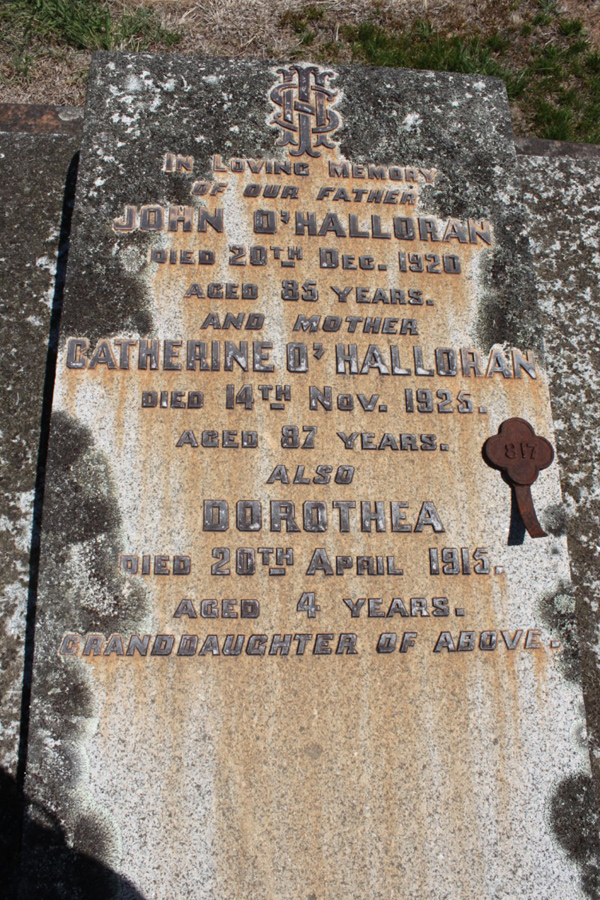 IHS
IN LOVING MEMORY
OF OUR FATHER
JOHN O'HALLORAN
DIED 20TH DEC. 1920
AGED 85 YEARS.
AND MOTHER
CATHERINE O'HALLORAN
DIED 14TH NOV. 1925.
AGED 87 YEARS.
ALSO
DOROTHEA
DIED 20TH APRIL 1915.
AGED 4 YEARS.
GRANDDAUGHTER OF ABOVE.
817